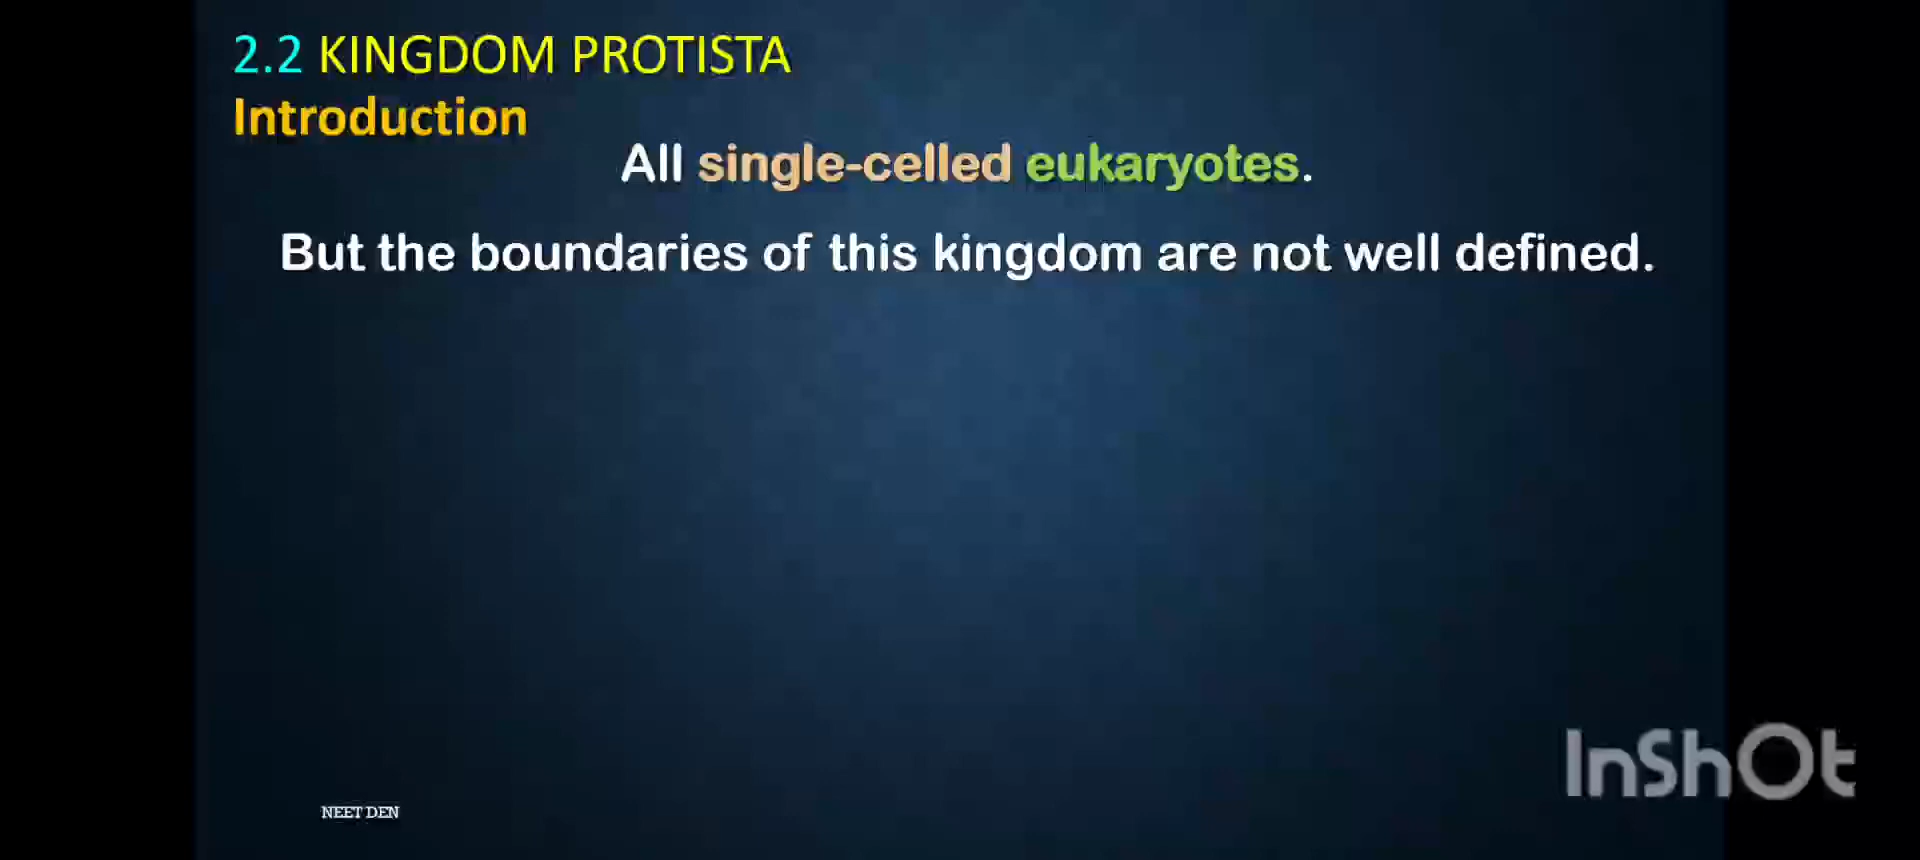 2.2 KINGDOM PROTISTA
Introduction
All single-celled eukaryotes.
But the boundaries of this kingdom are not well defined.
InShOt
NEET DEN